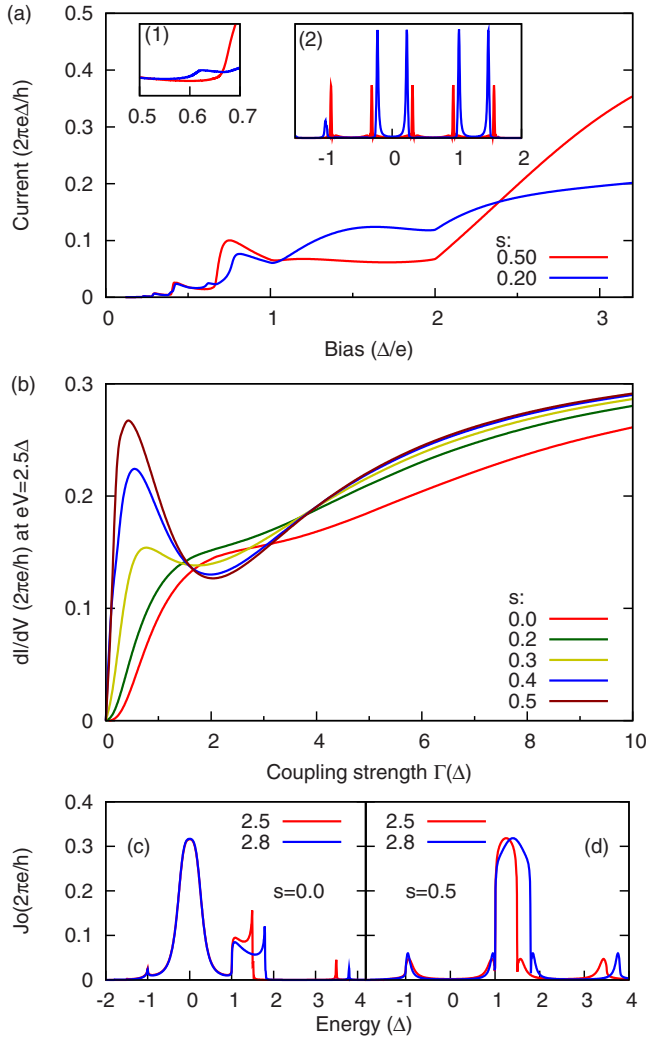 (a)
0.5
0.4
0.3
0.2
0.1
0
Current (2πeΔ/h)
(1)
0.5 0.6 0.7
(2)
-1 0 1 2
s:
0.50
0.20
0 1 2 3
Bias (Δ/e)
(b)
0.3
0.2
0.1
0
dI/dV (2πe/h) at eV=2.5Δ
s:
0.0
0.2
0.3
0.4
0.5
0 2 4 6 8 10
Coupling strength Γ(Δ)
0.4
0.3
0.2
0.1
0
Jo(2πe/h)
(c)
2.5
2.8
s=0.0
-2 -1 0 1 2 3 4
2.5
2.8
(d)
s=0.5
-1 0 1 2 3 4
Energy (Δ)